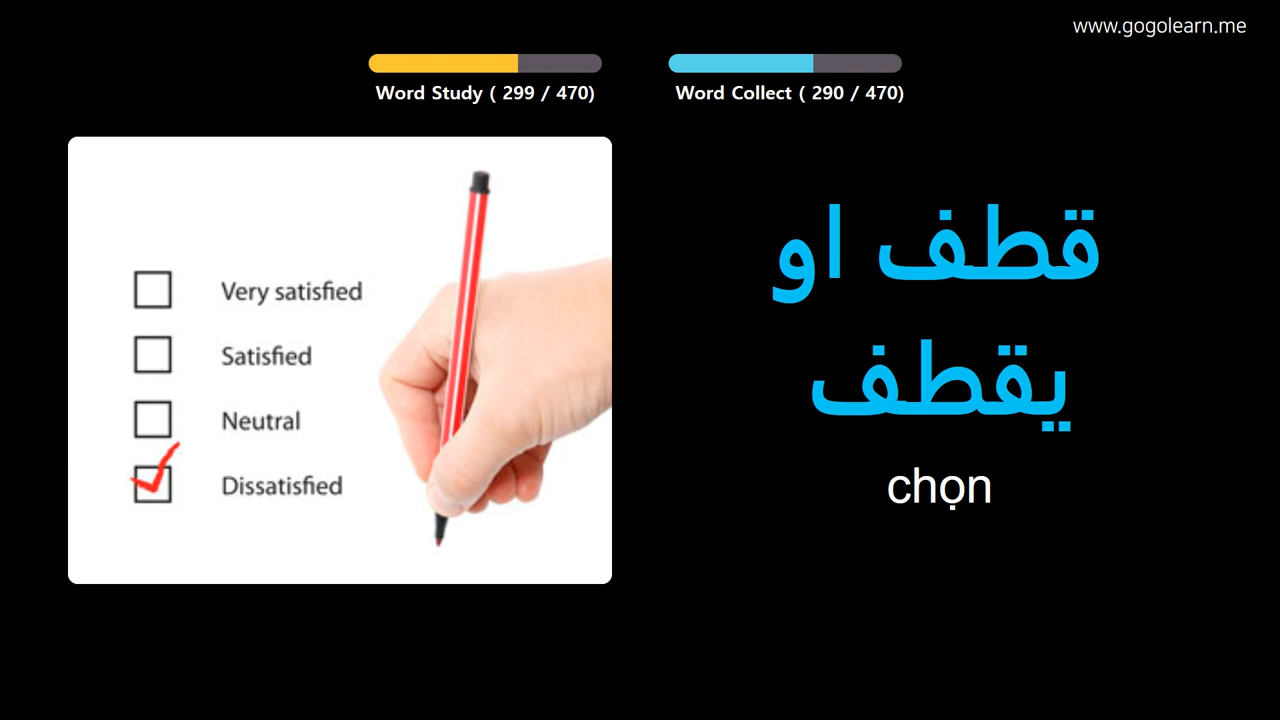 www.gogolearn.me
Word Study ( 299 / 470)
Word Collect ( 290 / 470)
Very satisfied
Satisfied
Neutral
Dissatisfied
قطف او
يقطف
chọn